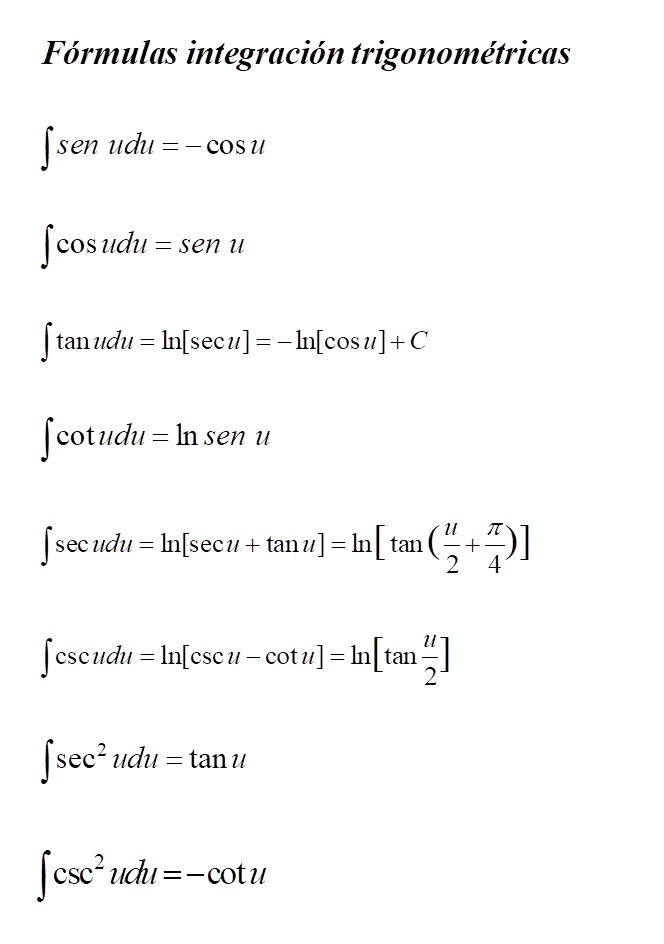 Fórmulas integración trigonométricas
∫sen udu = − cos u
∫cos udu = sen u
∫tan udu = ln[sec u] = − ln[cos u] + C
∫cot udu = ln sen u
∫sec udu = ln[sec u + tan u] = ln[ tan (u/2 + π/4)]
∫csc udu = ln[csc u − cot u] = ln[tan u/2]
∫sec² udu = tan u
∫csc² udu = −cot u